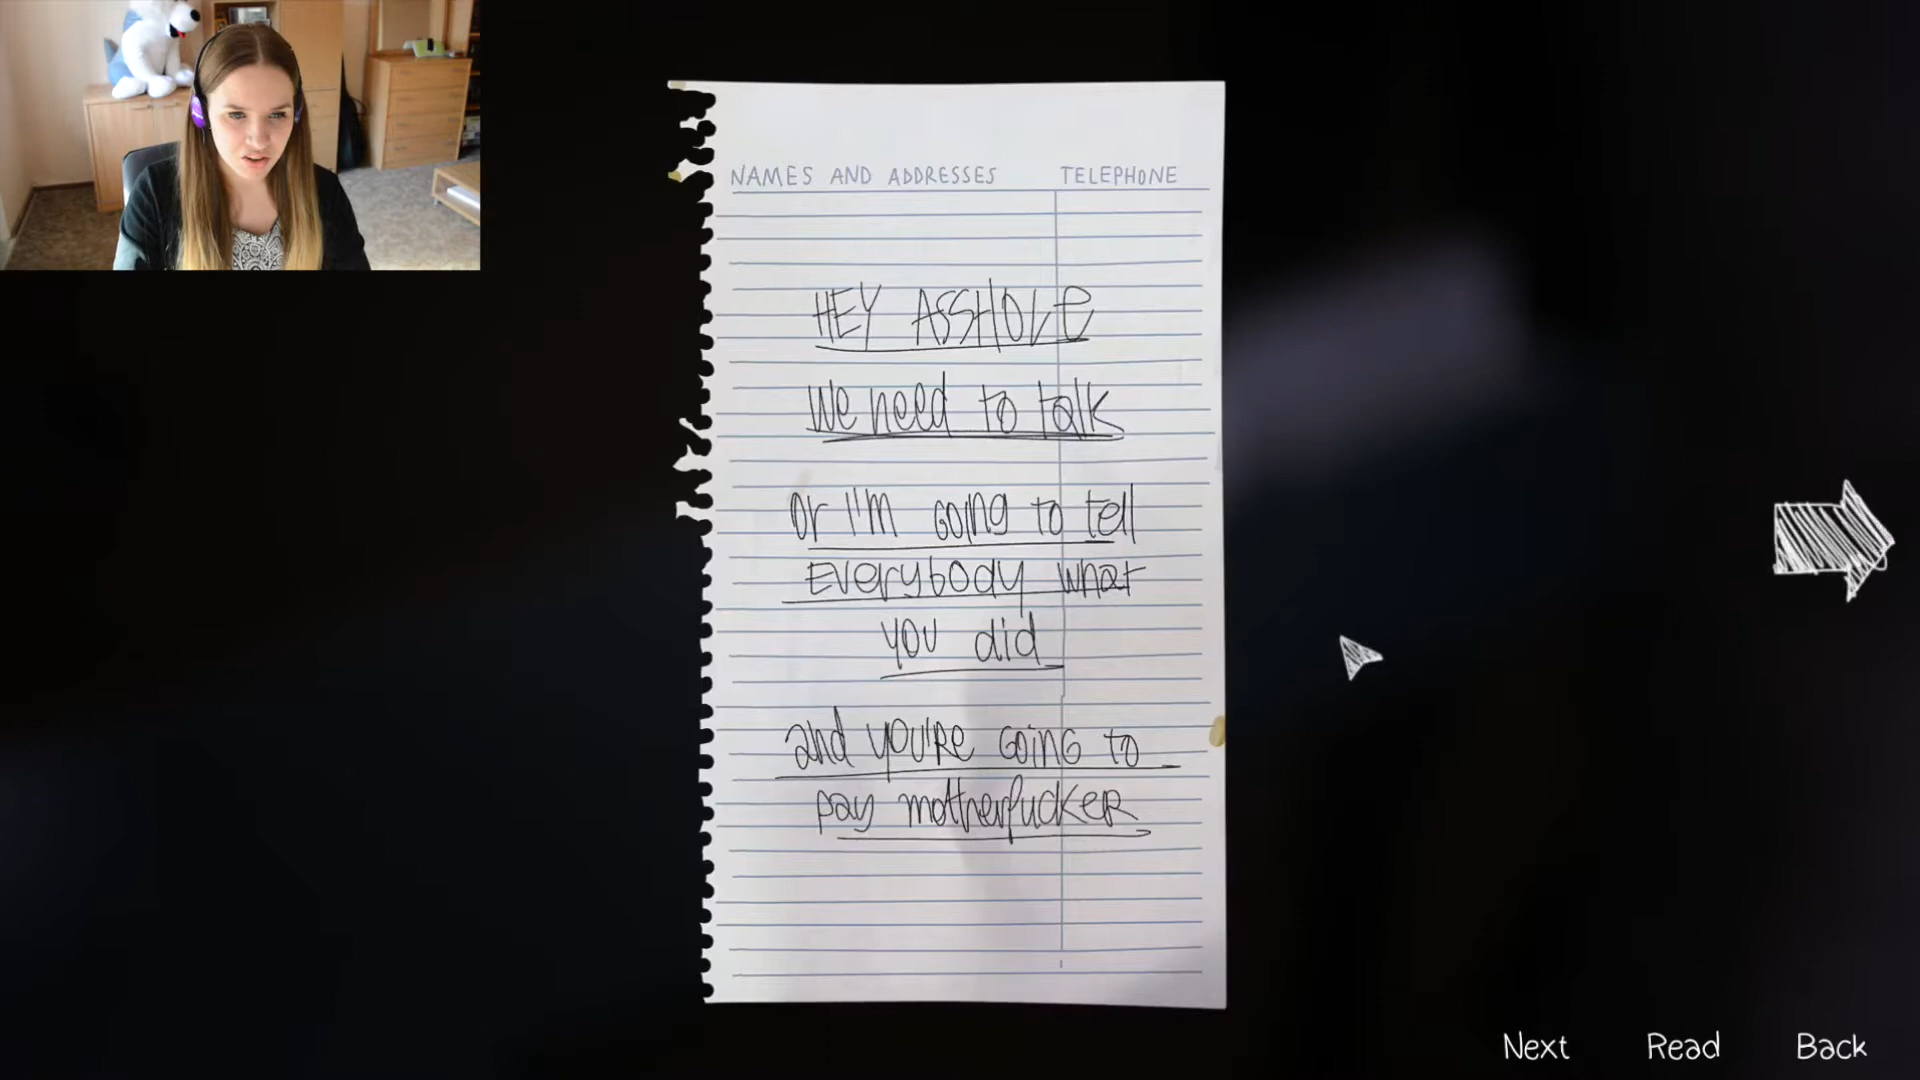 NAMES AND ADDRESSES TELEPHONE
HEY ASSHOLE
We need to talk
Or I'm GOING TO tell
Everybody what
you did
and you're GOING to
pay motherfucker
Next Read Back